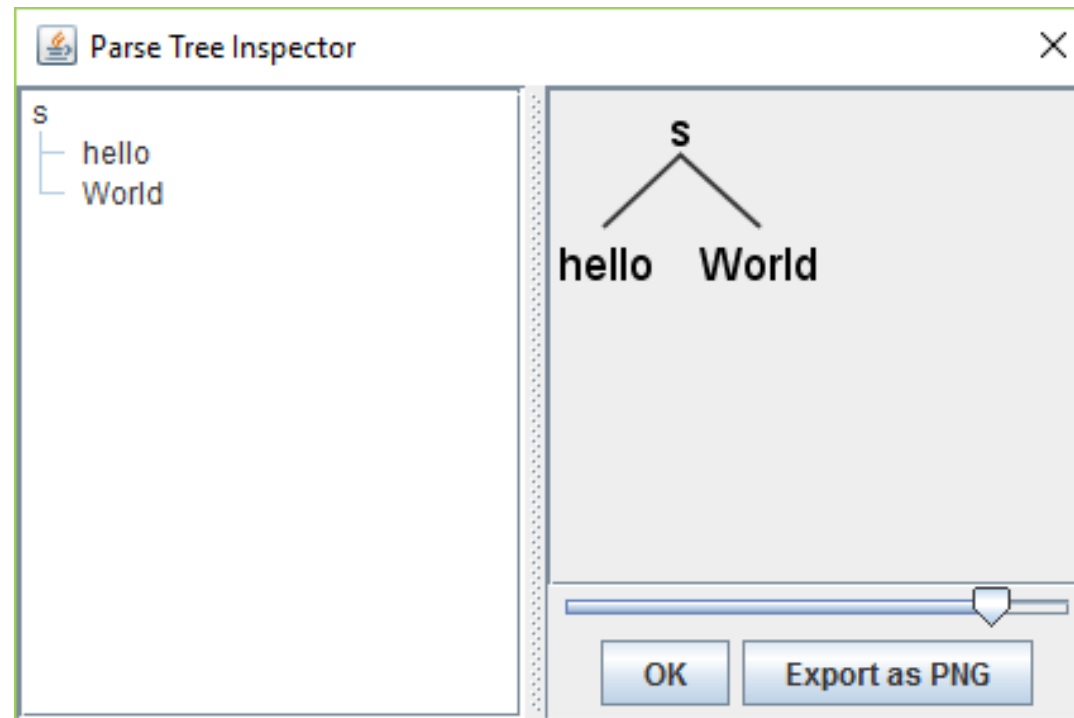 Parse Tree Inspector
s
hello
World
s
hello World
OK Export as PNG